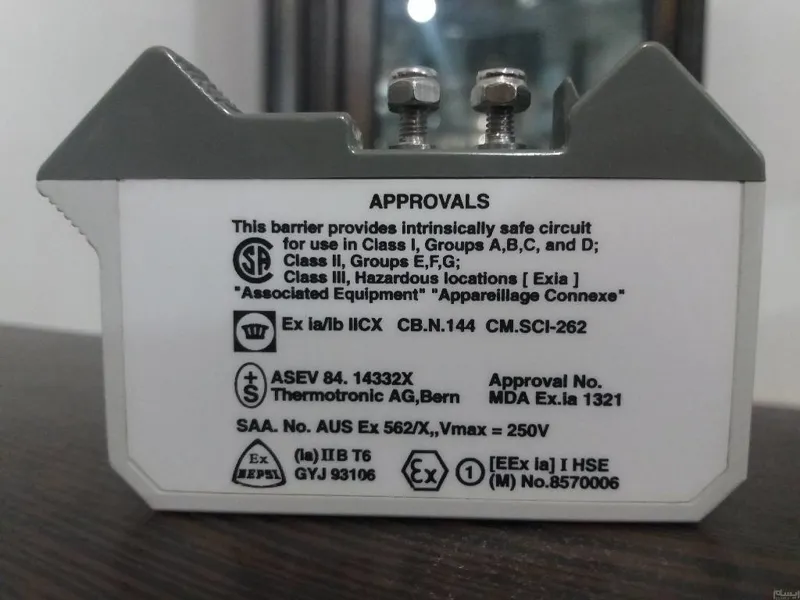 APPROVALS
This barrier provides intrinsically safe circuit
for use in Class I, Groups A,B,C, and D;
Class II, Groups E,F,G;
Class III, Hazardous locations [ Exia ]
"Associated Equipment" "Appareillage Connexe"
SA
Ex ia/Ib IICX CB.N.144 CM.SCI-262
+S
ASEV 84. 14332X
Thermotronic AG,Bern
Approval No.
MDA Ex.ia 1321
SAA. No. AUS Ex 562/X,,Vmax = 250V
Ex
(Ia) II B T6
GYJ 93106
Ex
1
[EEx ia] I HSE
(M) No.8570006